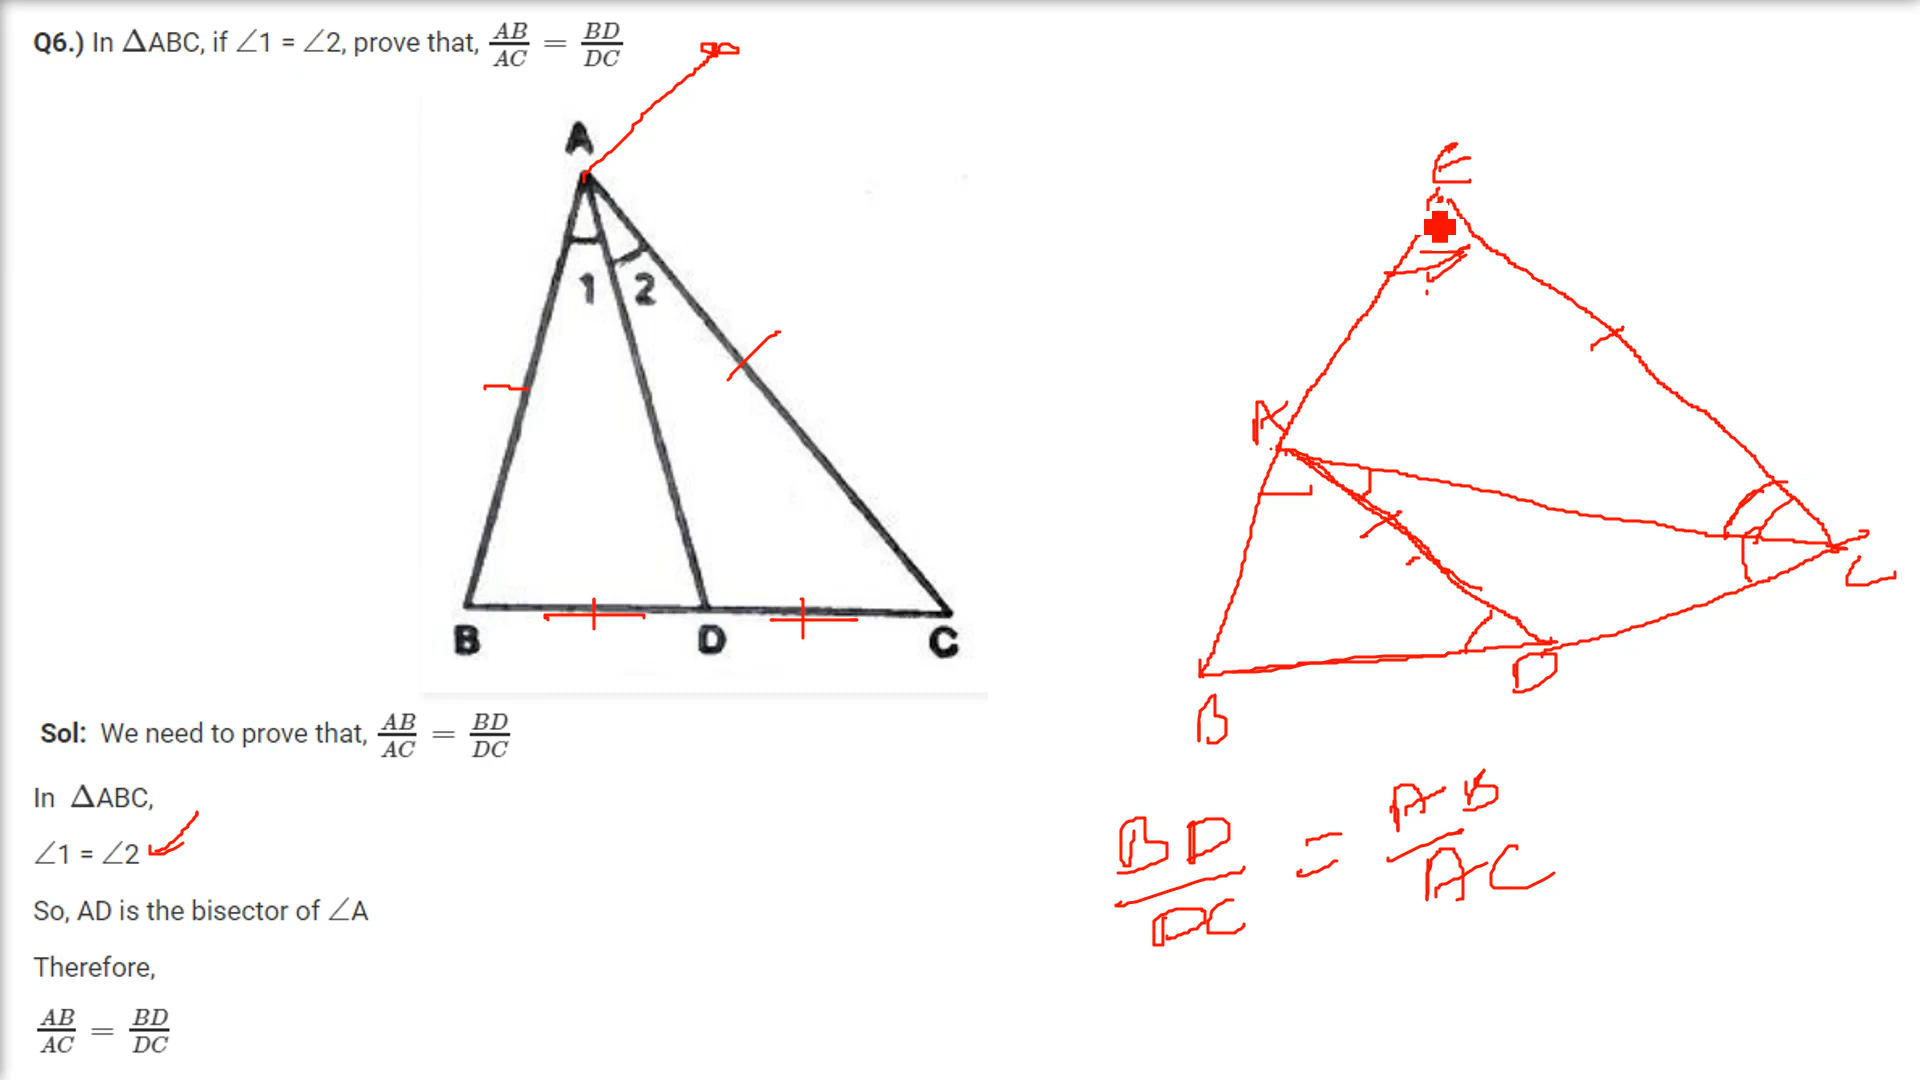 Q6.) In ΔABC, if ∠1 = ∠2, prove that, AB/AC = BD/DC
A
1 2
B D C
E
A
C
D
B
BD/DC = AB/AC
Sol: We need to prove that, AB/AC = BD/DC
In ΔABC,
∠1 = ∠2
So, AD is the bisector of ∠A
Therefore,
AB/AC = BD/DC